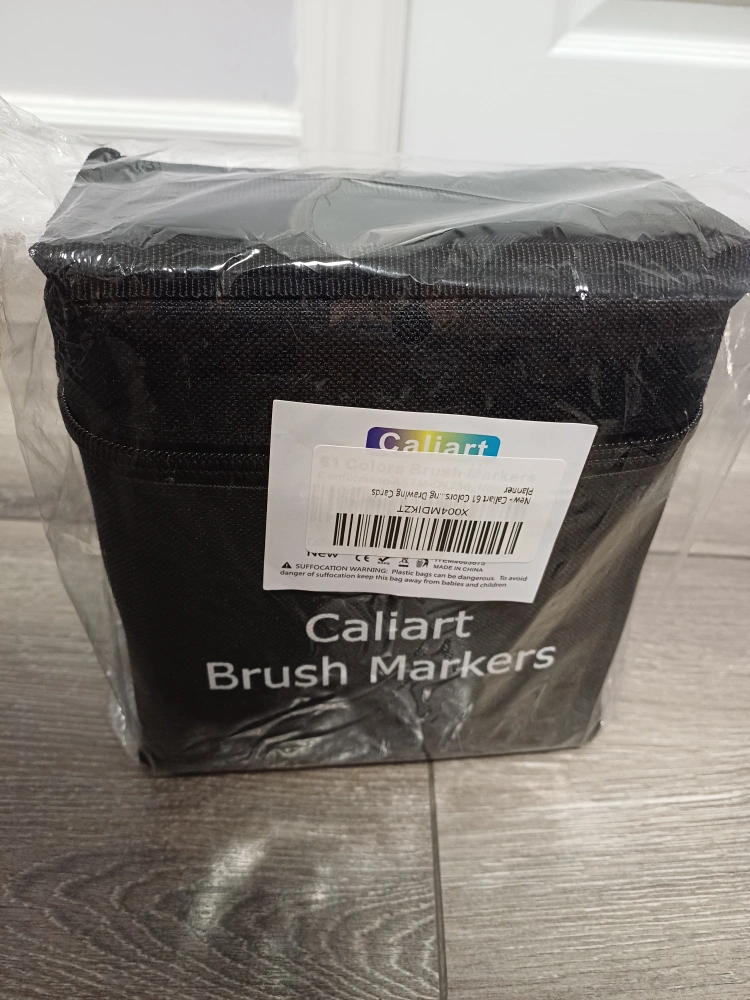 Caliart
61 Colors Brush Markers
New - Caliart 61 Colors...ng Drawing Cards
Planner
X004MDIKZT
New
MADE IN CHINA
SUFFOCATION WARNING: Plastic bags can be dangerous. To avoid
danger of suffocation keep this bag away from babies and children
Caliart
Brush Markers